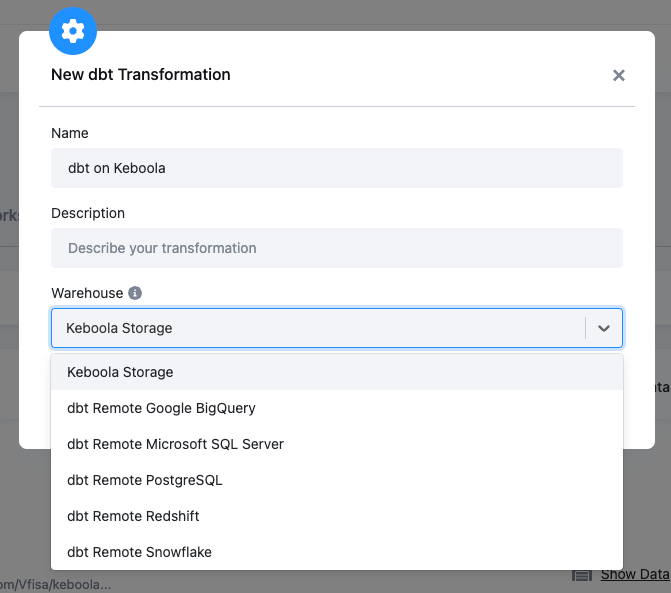 New dbt Transformation
Name
dbt on Keboola
Description
Describe your transformation
Warehouse
Keboola Storage
Keboola Storage
dbt Remote Google BigQuery
dbt Remote Microsoft SQL Server
dbt Remote PostgreSQL
dbt Remote Redshift
dbt Remote Snowflake
Show Data
om/Vfisa/keboola...